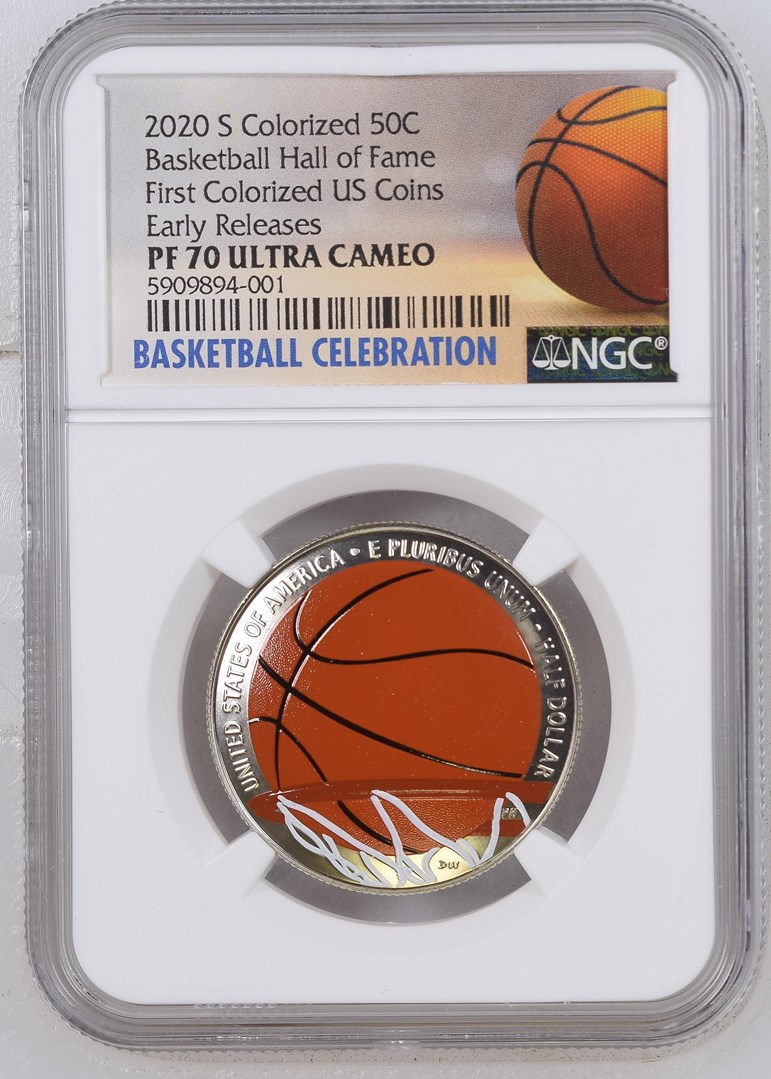 2020 S Colorized 50C
Basketball Hall of Fame
First Colorized US Coins
Early Releases
PF 70 ULTRA CAMEO
5909894-001
BASKETBALL CELEBRATION
NGC®
UNITED STATES OF AMERICA • E PLURIBUS UNUM • HALF DOLLAR
DW